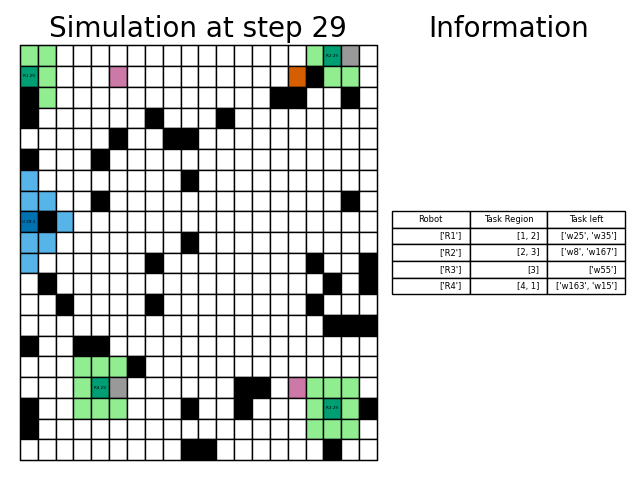 Simulation at step 29
Information
Robot Task Region Task left
['R1'] [1, 2] ['w25', 'w35']
['R2'] [2, 3] ['w8', 'w167']
['R3'] [3] ['w55']
['R4'] [4, 1] ['w163', 'w15']